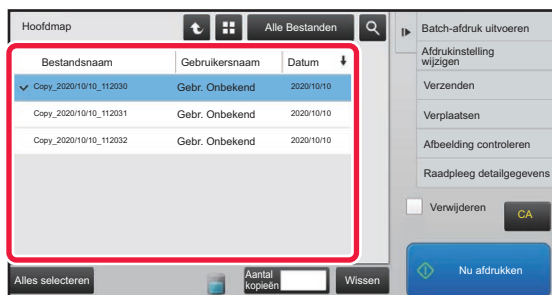 Hoofdmap
Alle Bestanden
Bestandsnaam Gebruikersnaam Datum
Copy_2020/10/10_112030 Gebr. Onbekend 2020/10/10
Copy_2020/10/10_112031 Gebr. Onbekend 2020/10/10
Copy_2020/10/10_112032 Gebr. Onbekend 2020/10/10
Alles selecteren
Aantal
kopieën
Wissen
Batch-afdruk uitvoeren
Afdrukinstelling
wijzigen
Verzenden
Verplaatsen
Afbeelding controleren
Raadpleeg detailgegevens
Verwijderen
CA
Nu afdrukken